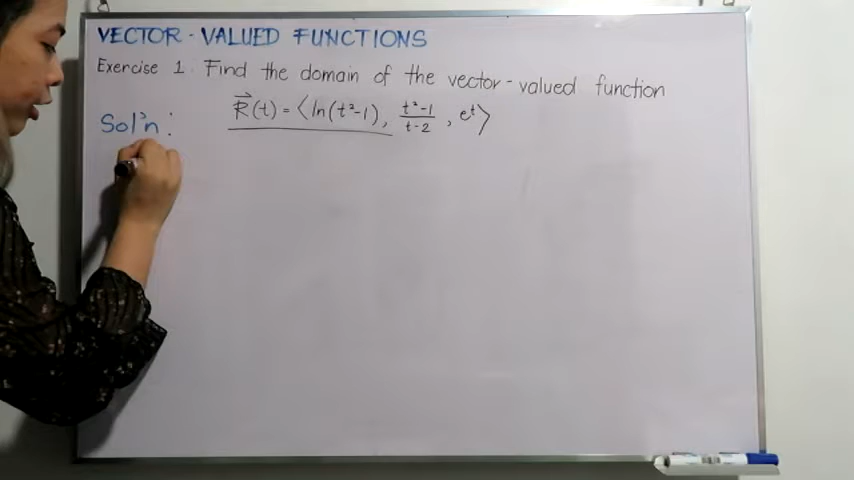 VECTOR - VALUED FUNCTIONS
Exercise 1. Find the domain of the vector-valued function
R⃗(t) = ⟨ln(t²-1), (t²-1)/(t-2), eᵗ⟩
Sol'n: